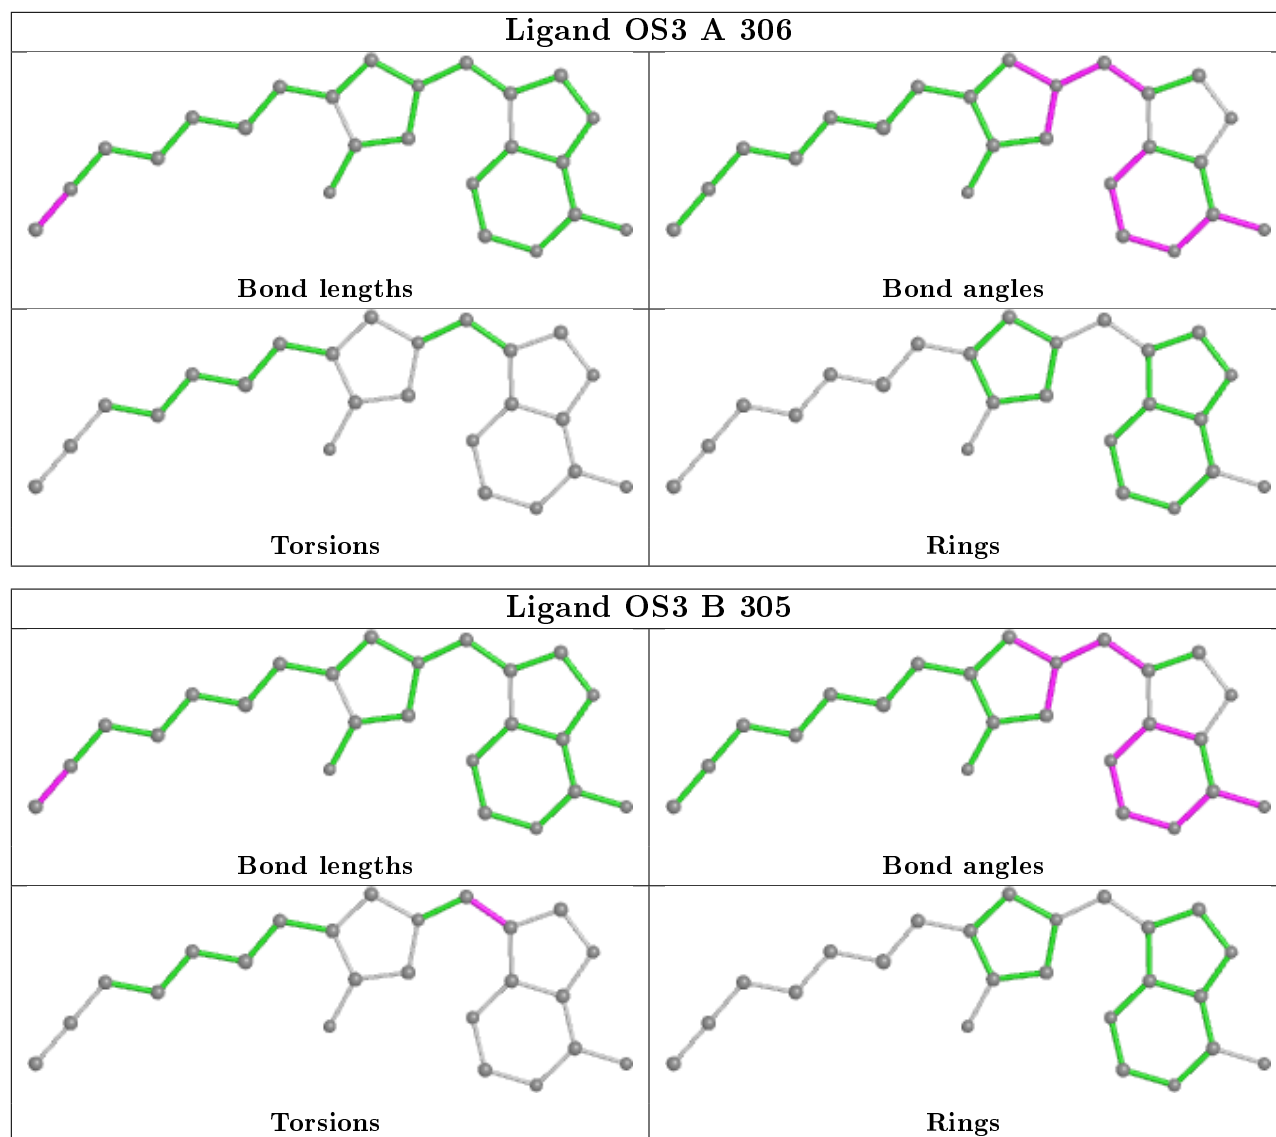 Ligand OS3 A 306
Bond lengths
Bond angles
Torsions
Rings
Ligand OS3 B 305
Bond lengths
Bond angles
Torsions
Rings